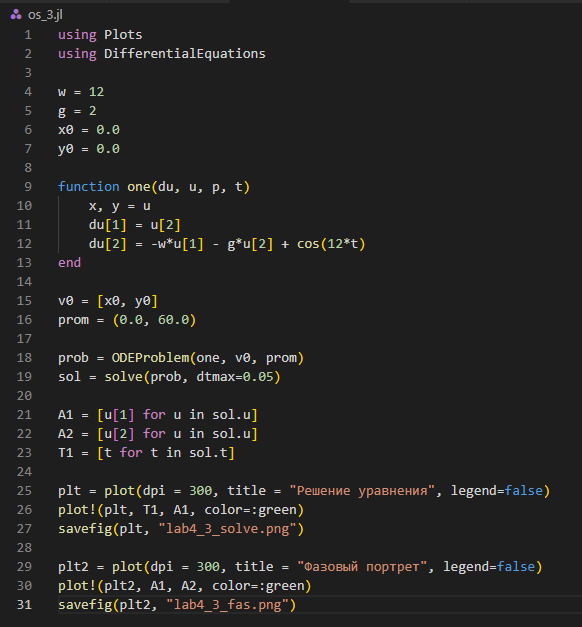 os_3.jl
1 using Plots
2 using DifferentialEquations
3
4 w = 12
5 g = 2
6 x0 = 0.0
7 y0 = 0.0
8
9 function one(du, u, p, t)
10     x, y = u
11     du[1] = u[2]
12     du[2] = -w*u[1] - g*u[2] + cos(12*t)
13 end
14
15 v0 = [x0, y0]
16 prom = (0.0, 60.0)
17
18 prob = ODEProblem(one, v0, prom)
19 sol = solve(prob, dtmax=0.05)
20
21 A1 = [u[1] for u in sol.u]
22 A2 = [u[2] for u in sol.u]
23 T1 = [t for t in sol.t]
24
25 plt = plot(dpi = 300, title = "Решение уравнения", legend=false)
26 plot!(plt, T1, A1, color=:green)
27 savefig(plt, "lab4_3_solve.png")
28
29 plt2 = plot(dpi = 300, title = "Фазовый портрет", legend=false)
30 plot!(plt2, A1, A2, color=:green)
31 savefig(plt2, "lab4_3_fas.png")